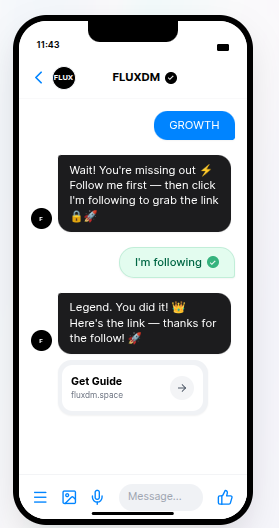 11:43
FLUX
FLUXDM
GROWTH
Wait! You're missing out ⚡
Follow me first — then click
I'm following to grab the link
🔒🚀
F
I'm following
Legend. You did it! 👑
Here's the link — thanks for
the follow! 🚀
F
Get Guide
fluxdm.space
Message...